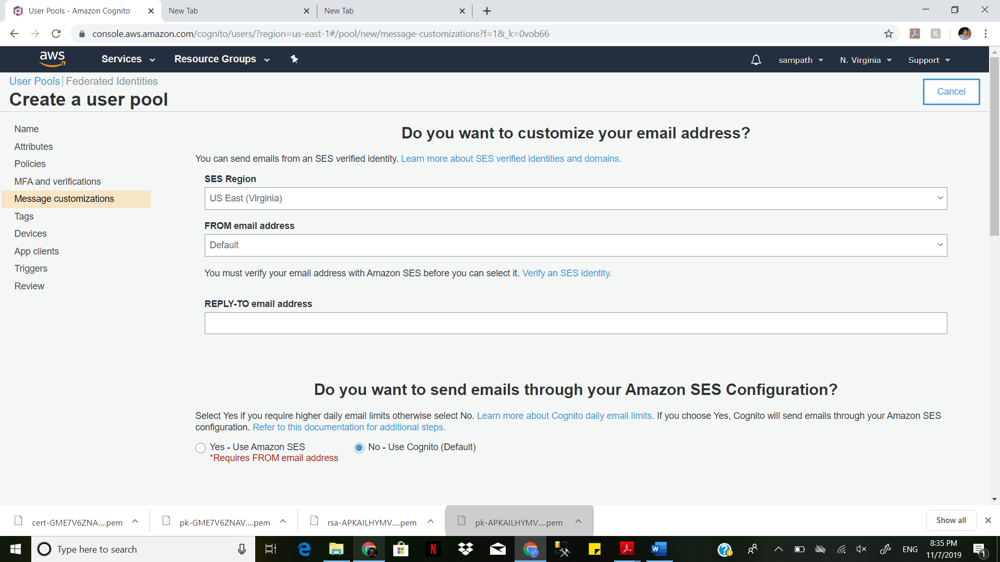 User Pools - Amazon Cognito
New Tab
New Tab
console.aws.amazon.com/cognito/users/?region=us-east-1#/pool/new/message-customizations?f=1&_k=0vob66
aws
Services
Resource Groups
sampath
N. Virginia
Support
User Pools
Federated Identities
Create a user pool
Cancel
Name
Attributes
Policies
MFA and verifications
Message customizations
Tags
Devices
App clients
Triggers
Review
Do you want to customize your email address?
You can send emails from an SES verified identity. Learn more about SES verified identities and domains.
SES Region
US East (Virginia)
FROM email address
Default
You must verify your email address with Amazon SES before you can select it. Verify an SES identity.
REPLY-TO email address
Do you want to send emails through your Amazon SES Configuration?
Select Yes if you require higher daily email limits otherwise select No. Learn more about Cognito daily email limits. If you choose Yes, Cognito will send emails through your Amazon SES
configuration. Refer to this documentation for additional steps.
Yes - Use Amazon SES
*Requires FROM email address
No - Use Cognito (Default)
cert-GME7V6ZNA....pem
pk-GME7V6ZNAV....pem
rsa-APKAILHYMV....pem
pk-APKAILHYMV....pem
Show all
Type here to search
ENG
8:35 PM
11/7/2019
1